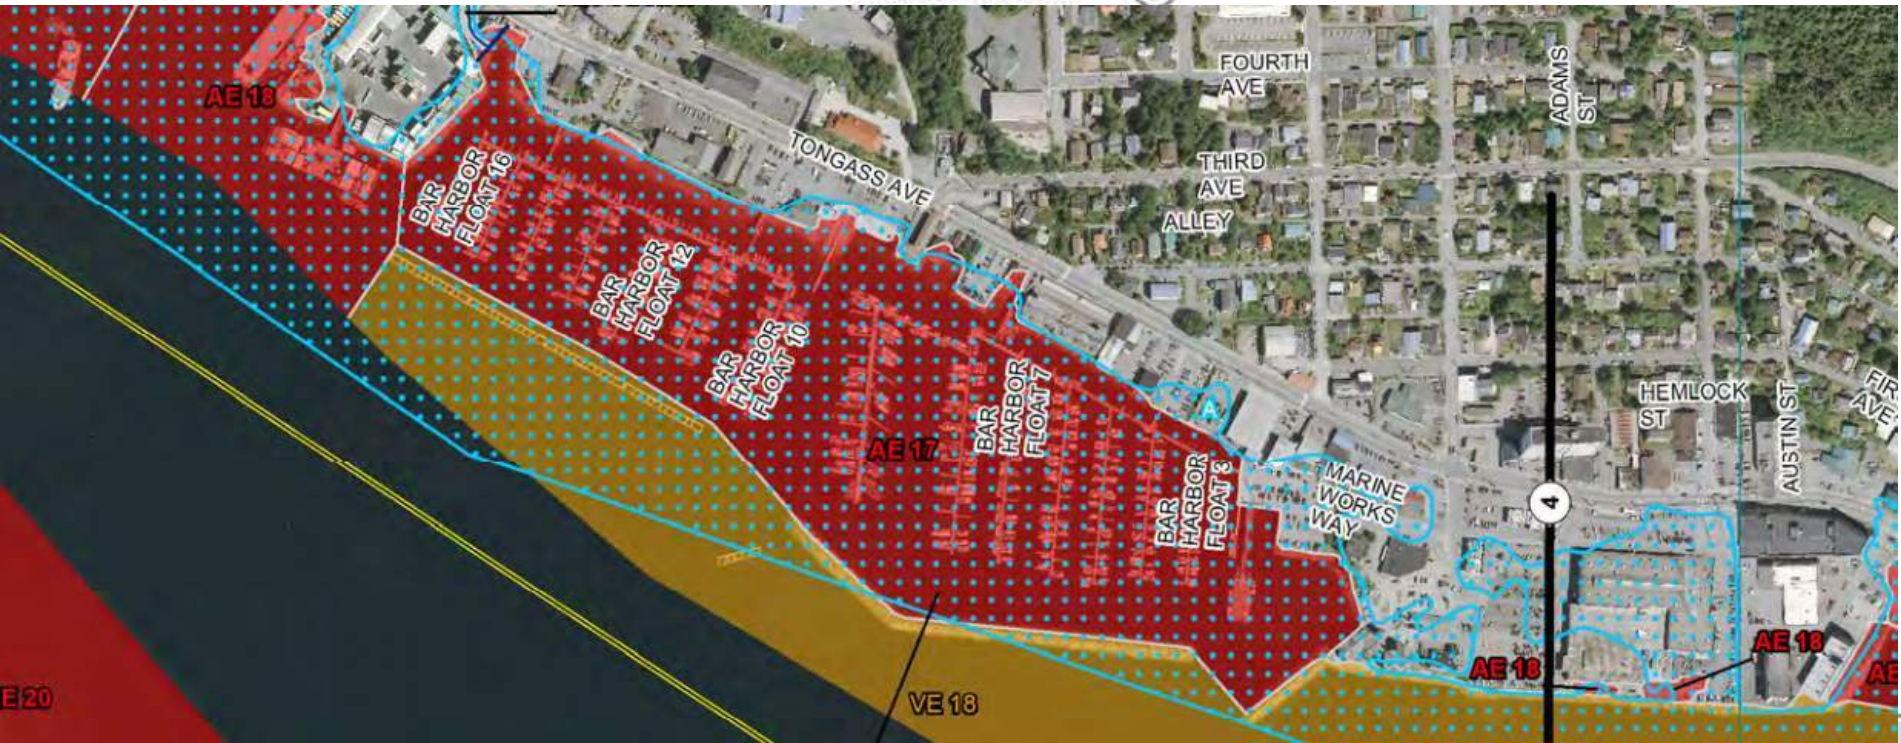 FOURTH
AVE
ADAMS
ST
AE 18
TONGASS AVE
THIRD
AVE
ALLEY
BAR
HARBOR
FLOAT 16
BAR
HARBOR
FLOAT 12
BAR
HARBOR
FLOAT 10
BAR
HARBOR
FLOAT 7
A
HEMLOCK
ST
AUSTIN ST
AVE
AE 17
BAR
HARBOR
FLOAT 3
MARINE
WORKS
WAY
4
AE 18
AE 18
AE
E 20
VE 18